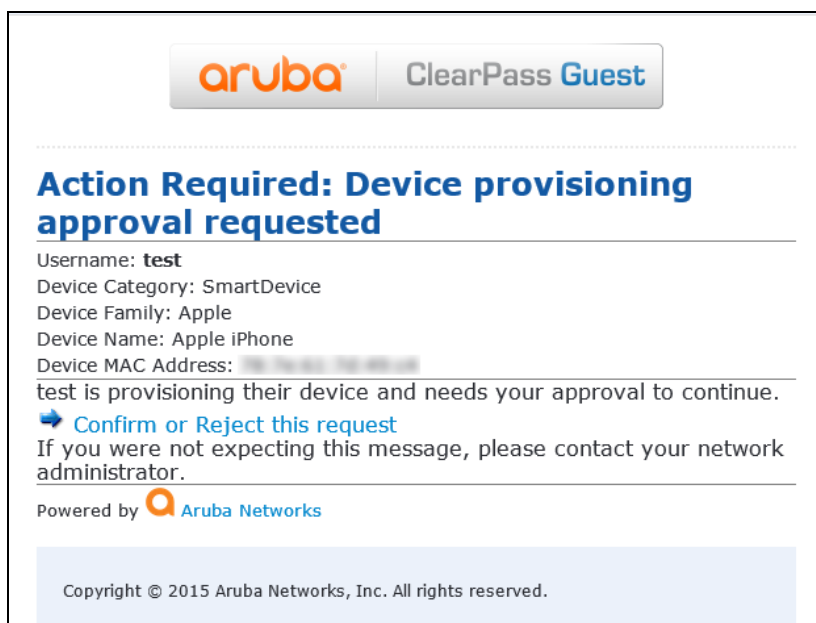 aruba ClearPass Guest
Action Required: Device provisioning
approval requested
Username: test
Device Category: SmartDevice
Device Family: Apple
Device Name: Apple iPhone
Device MAC Address:
test is provisioning their device and needs your approval to continue.
Confirm or Reject this request
If you were not expecting this message, please contact your network
administrator.
Powered by Aruba Networks
Copyright © 2015 Aruba Networks, Inc. All rights reserved.